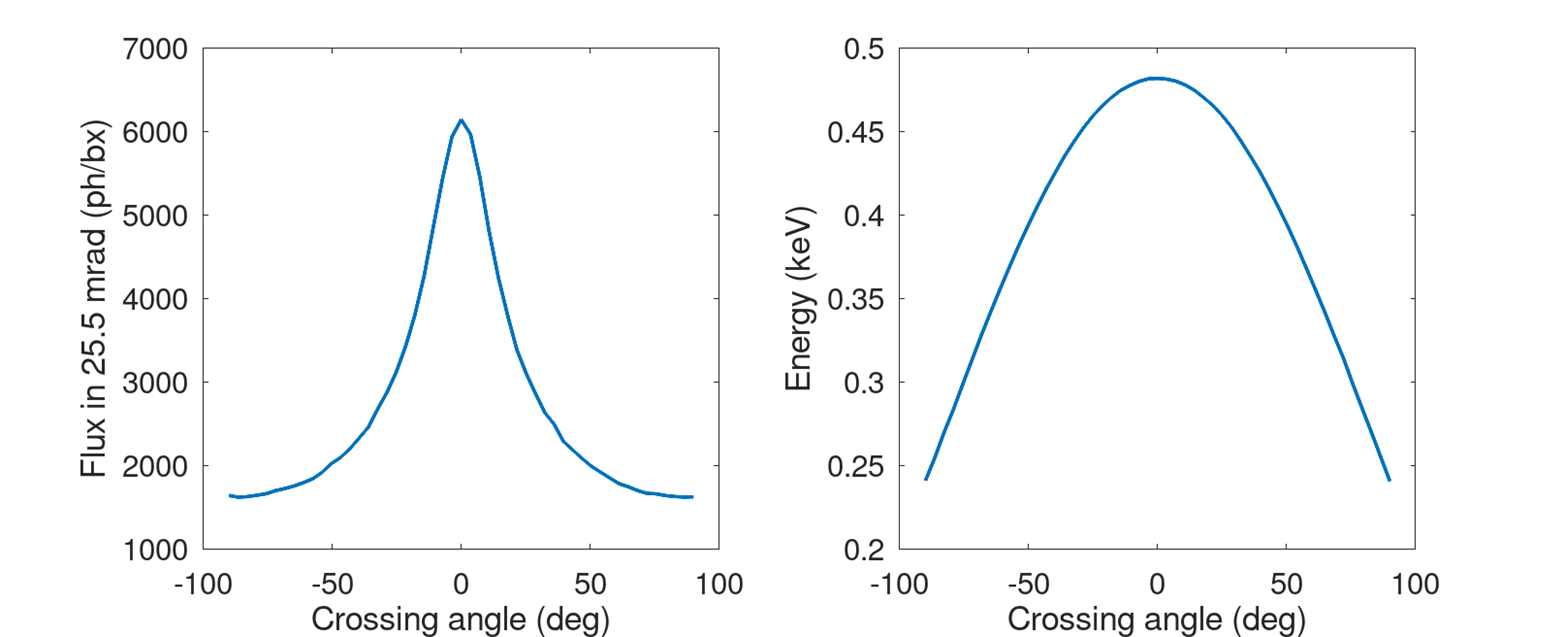 7000
6000
5000
4000
3000
2000
1000
Flux in 25.5 mrad (ph/bx)
-100 -50 0 50 100
Crossing angle (deg)
0.5
0.45
0.4
0.35
0.3
0.25
0.2
Energy (keV)
-100 -50 0 50 100
Crossing angle (deg)